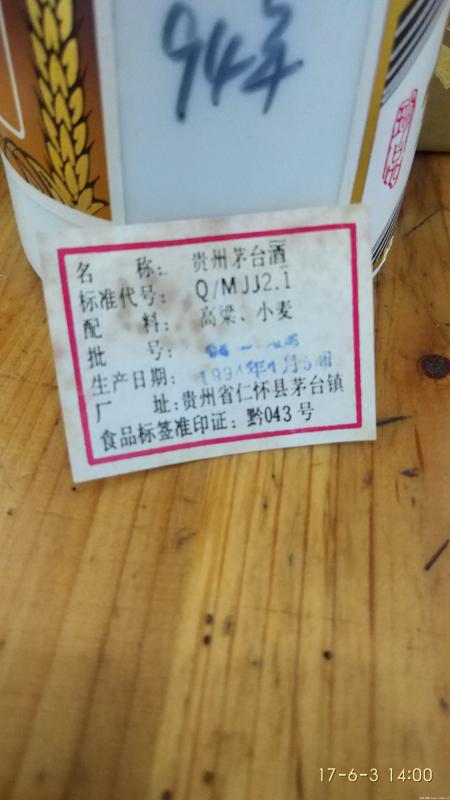 94年
珍品
名 称: 贵州茅台酒
标准代号: Q/MJJ2.1
配 料: 高梁、小麦
批 号:
生产日期: 1994年1月5日
厂 址: 贵州省仁怀县茅台镇
食品标签准印证: 黔043号
17-6-3 14:00